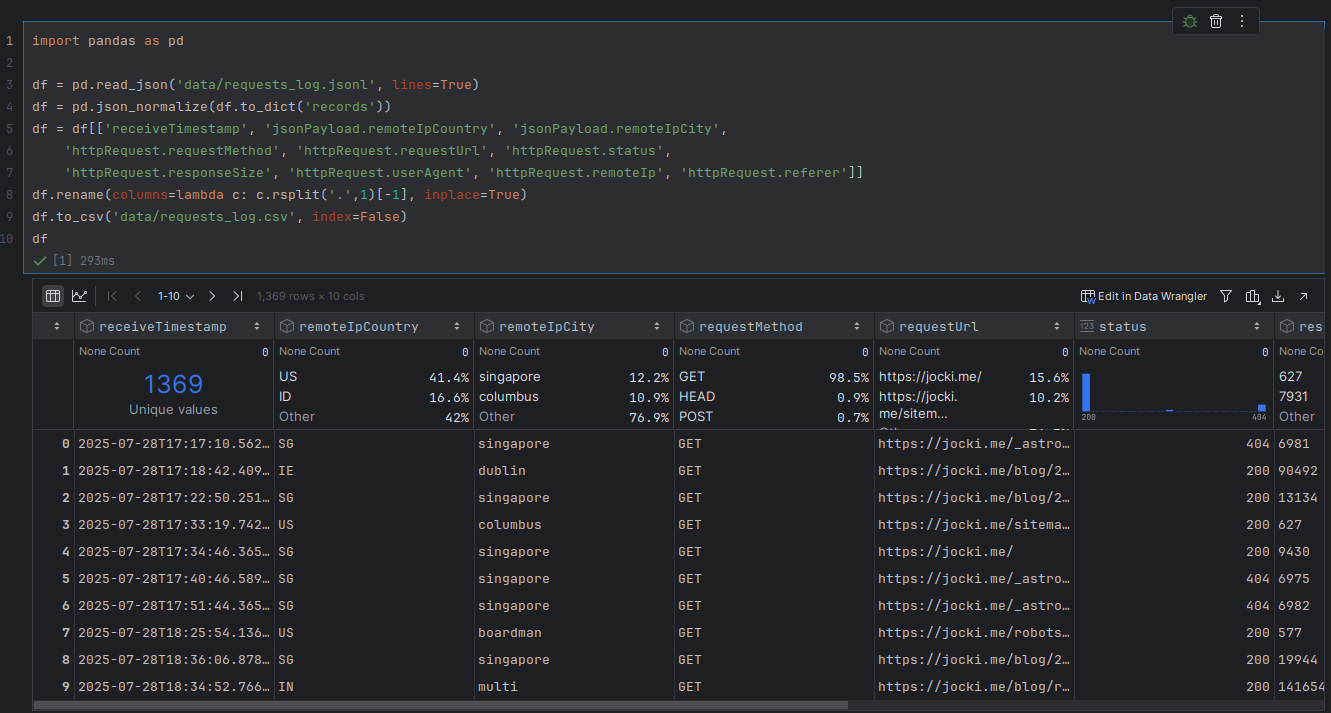 1 import pandas as pd
2
3 df = pd.read_json('data/requests_log.jsonl', lines=True)
4 df = pd.json_normalize(df.to_dict('records'))
5 df = df[['receiveTimestamp', 'jsonPayload.remoteIpCountry', 'jsonPayload.remoteIpCity',
6 'httpRequest.requestMethod', 'httpRequest.requestUrl', 'httpRequest.status',
7 'httpRequest.responseSize', 'httpRequest.userAgent', 'httpRequest.remoteIp', 'httpRequest.referer']]
8 df.rename(columns=lambda c: c.rsplit('.',1)[-1], inplace=True)
9 df.to_csv('data/requests_log.csv', index=False)
10 df
[1] 293ms
1-10 1,369 rows × 10 cols Edit in Data Wrangler
receiveTimestamp remoteIpCountry remoteIpCity requestMethod requestUrl 123 status res
None Count 0 None Count 0 None Count 0 None Count 0 None Count 0 None Count 0 None Co
1369 US 41.4% singapore 12.2% GET 98.5% https://jocki.me/ 15.6% 627
Unique values ID 16.6% columbus 10.9% HEAD 0.9% https://jocki. 10.2% 7931
Other 42% Other 76.9% POST 0.7% me/sitem... 200 404 Other
0 2025-07-28T17:17:10.562… SG singapore GET https://jocki.me/_astro… 404 6981
1 2025-07-28T17:18:42.409… IE dublin GET https://jocki.me/blog/2… 200 90492
2 2025-07-28T17:22:50.251… SG singapore GET https://jocki.me/blog/2… 200 13134
3 2025-07-28T17:33:19.742… US columbus GET https://jocki.me/sitema… 200 627
4 2025-07-28T17:34:46.365… SG singapore GET https://jocki.me/ 200 9430
5 2025-07-28T17:40:46.589… SG singapore GET https://jocki.me/_astro… 404 6975
6 2025-07-28T17:51:44.365… SG singapore GET https://jocki.me/_astro… 404 6982
7 2025-07-28T18:25:54.136… US boardman GET https://jocki.me/robots… 200 577
8 2025-07-28T18:36:06.878… SG singapore GET https://jocki.me/blog/2… 200 19944
9 2025-07-28T18:34:52.766… IN multi GET https://jocki.me/blog/r… 200 141654